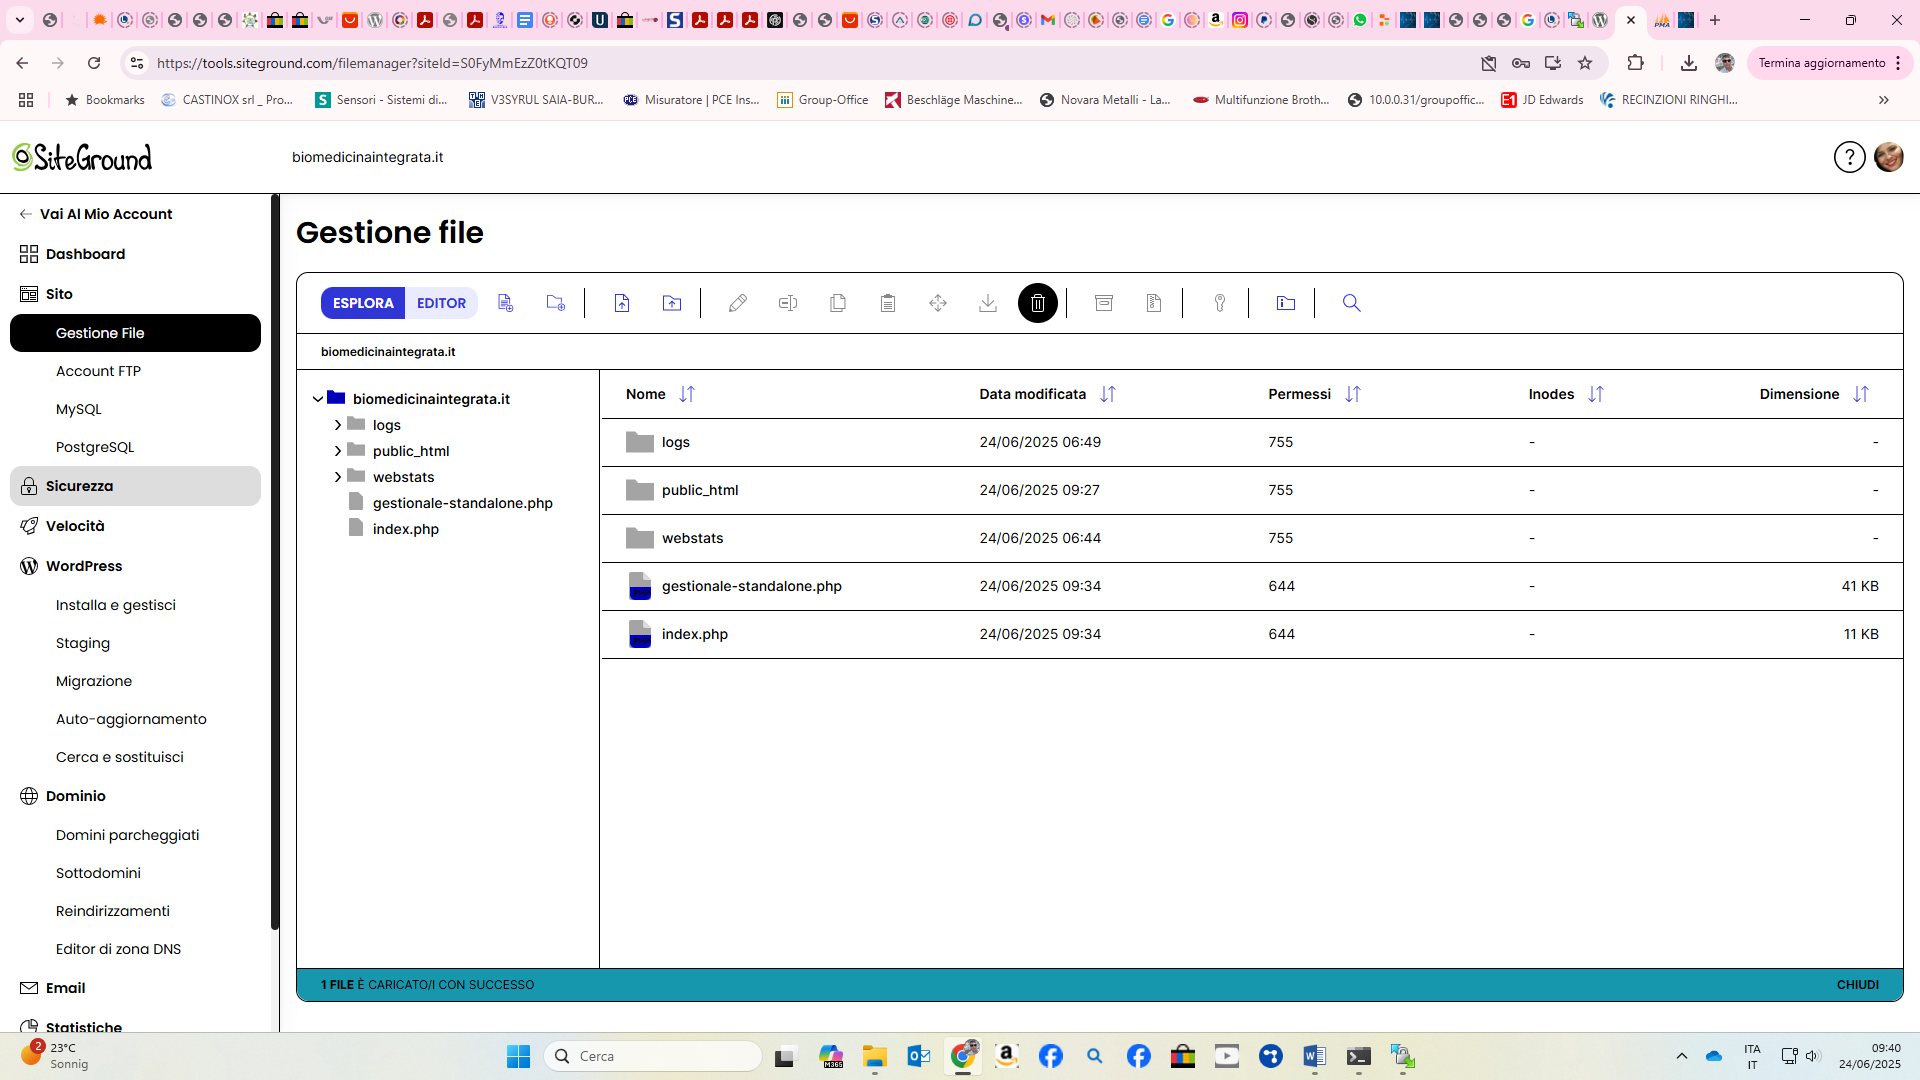 https://tools.siteground.com/filemanager?siteId=S0FyMmEzZ0tKQT09
Termina aggiornamento
Bookmarks
CASTINOX srl _ Pro...
Sensori - Sistemi di...
V3SYRUL SAIA-BUR...
Misuratore | PCE Ins...
Group-Office
Beschläge Maschine...
Novara Metalli - La...
Multifunzione Broth...
10.0.0.31/groupoffic...
JD Edwards
RECINZIONI RINGHI...
SiteGround
biomedicinaintegrata.it
Vai Al Mio Account
Dashboard
Sito
Gestione File
Account FTP
MySQL
PostgreSQL
Sicurezza
Velocità
WordPress
Installa e gestisci
Staging
Migrazione
Auto-aggiornamento
Cerca e sostituisci
Dominio
Domini parcheggiati
Sottodomini
Reindirizzamenti
Editor di zona DNS
Email
Statistiche
Gestione file
ESPLORA EDITOR
biomedicinaintegrata.it
biomedicinaintegrata.it
logs
public_html
webstats
gestionale-standalone.php
index.php
Nome Data modificata Permessi Inodes Dimensione
logs 24/06/2025 06:49 755 - -
public_html 24/06/2025 09:27 755 - -
webstats 24/06/2025 06:44 755 - -
gestionale-standalone.php 24/06/2025 09:34 644 - 41 KB
index.php 24/06/2025 09:34 644 - 11 KB
1 FILE È CARICATO/I CON SUCCESSO CHIUDI
2
23°C
Sonnig
Cerca
ITA
IT
09:40
24/06/2025